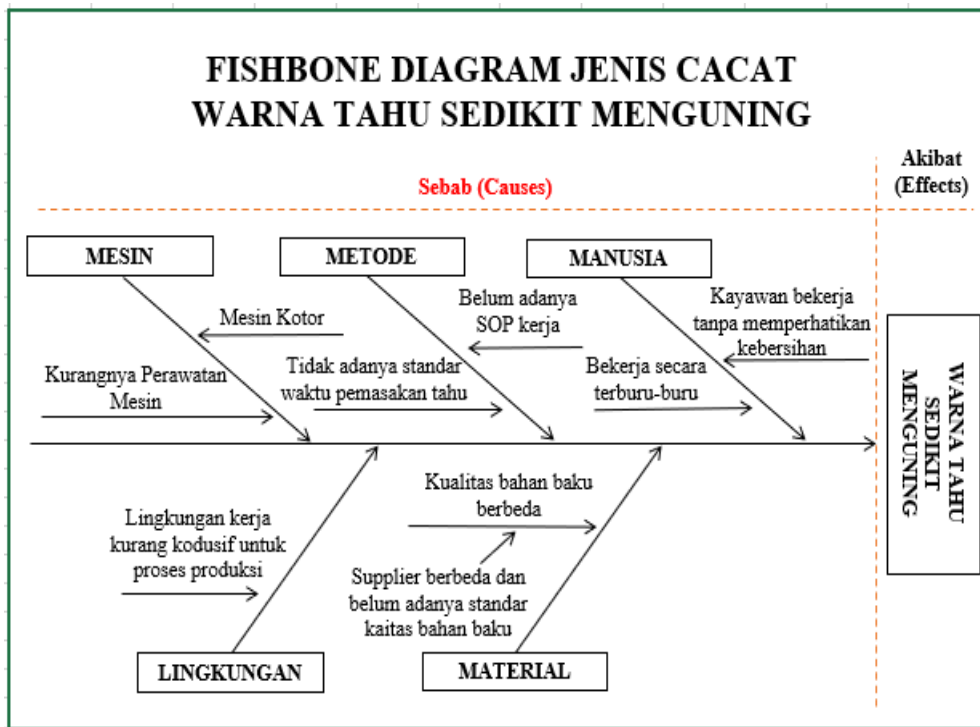 FISHBONE DIAGRAM JENIS CACAT
WARNA TAHU SEDIKIT MENGUNING
Sebab (Causes)
Akibat
(Effects)
MESIN
METODE
MANUSIA
Mesin Kotor
Kurangnya Perawatan
Mesin
Belum adanya
SOP kerja
Tidak adanya standar
waktu pemasakan tahu
Kayawan bekerja
tanpa memperhatikan
kebersihan
Bekerja secara
terburu-buru
WARNA TAHU
SEDIKIT
MENGUNING
Lingkungan kerja
kurang kodusif untuk
proses produksi
Kualitas bahan baku
berbeda
Supplier berbeda dan
belum adanya standar
kaitas bahan baku
LINGKUNGAN
MATERIAL